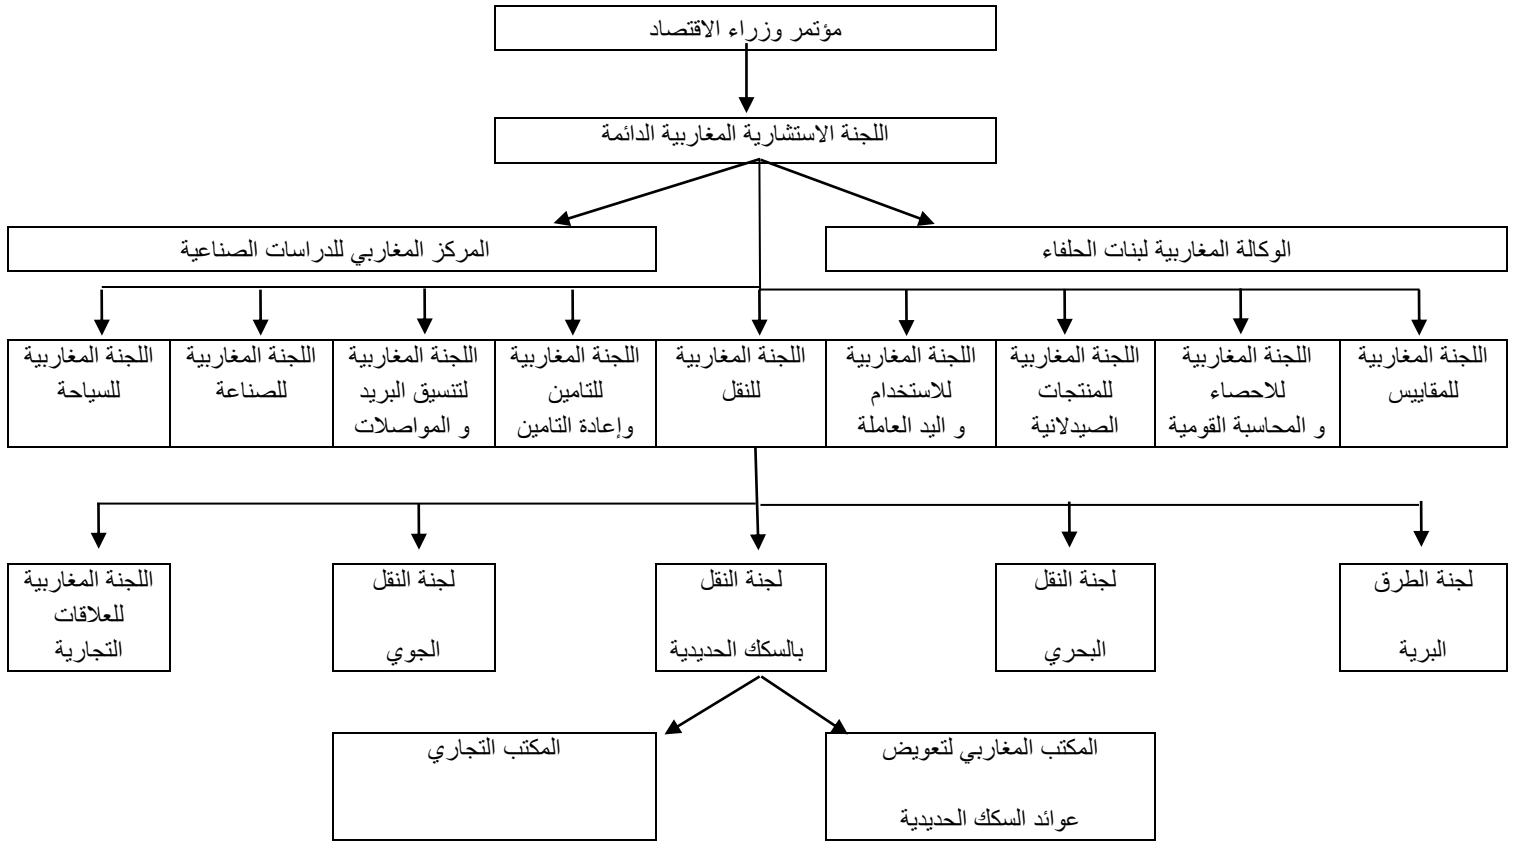 مؤتمر وزراء الاقتصاد
اللجنة الاستشارية المغاربية الدائمة
الوكالة المغاربية لبنات الحلفاء
المركز المغاربي للدراسات الصناعية
اللجنة المغاربية
للمقاييس
اللجنة المغاربية
للاحصاء
و المحاسبة القومية
اللجنة المغاربية
للمنتجات
الصيدلانية
اللجنة المغاربية
للاستخدام
و اليد العاملة
اللجنة المغاربية
للنقل
اللجنة المغاربية
للتامين
وإعادة التامين
اللجنة المغاربية
لتنسيق البريد
و المواصلات
اللجنة المغاربية
للصناعة
اللجنة المغاربية
للسياحة
لجنة الطرق
البرية
لجنة النقل
البحري
لجنة النقل
بالسكك الحديدية
لجنة النقل
الجوي
اللجنة المغاربية
للعلاقات
التجارية
المكتب المغاربي لتعويض
عوائد السكك الحديدية
المكتب التجاري